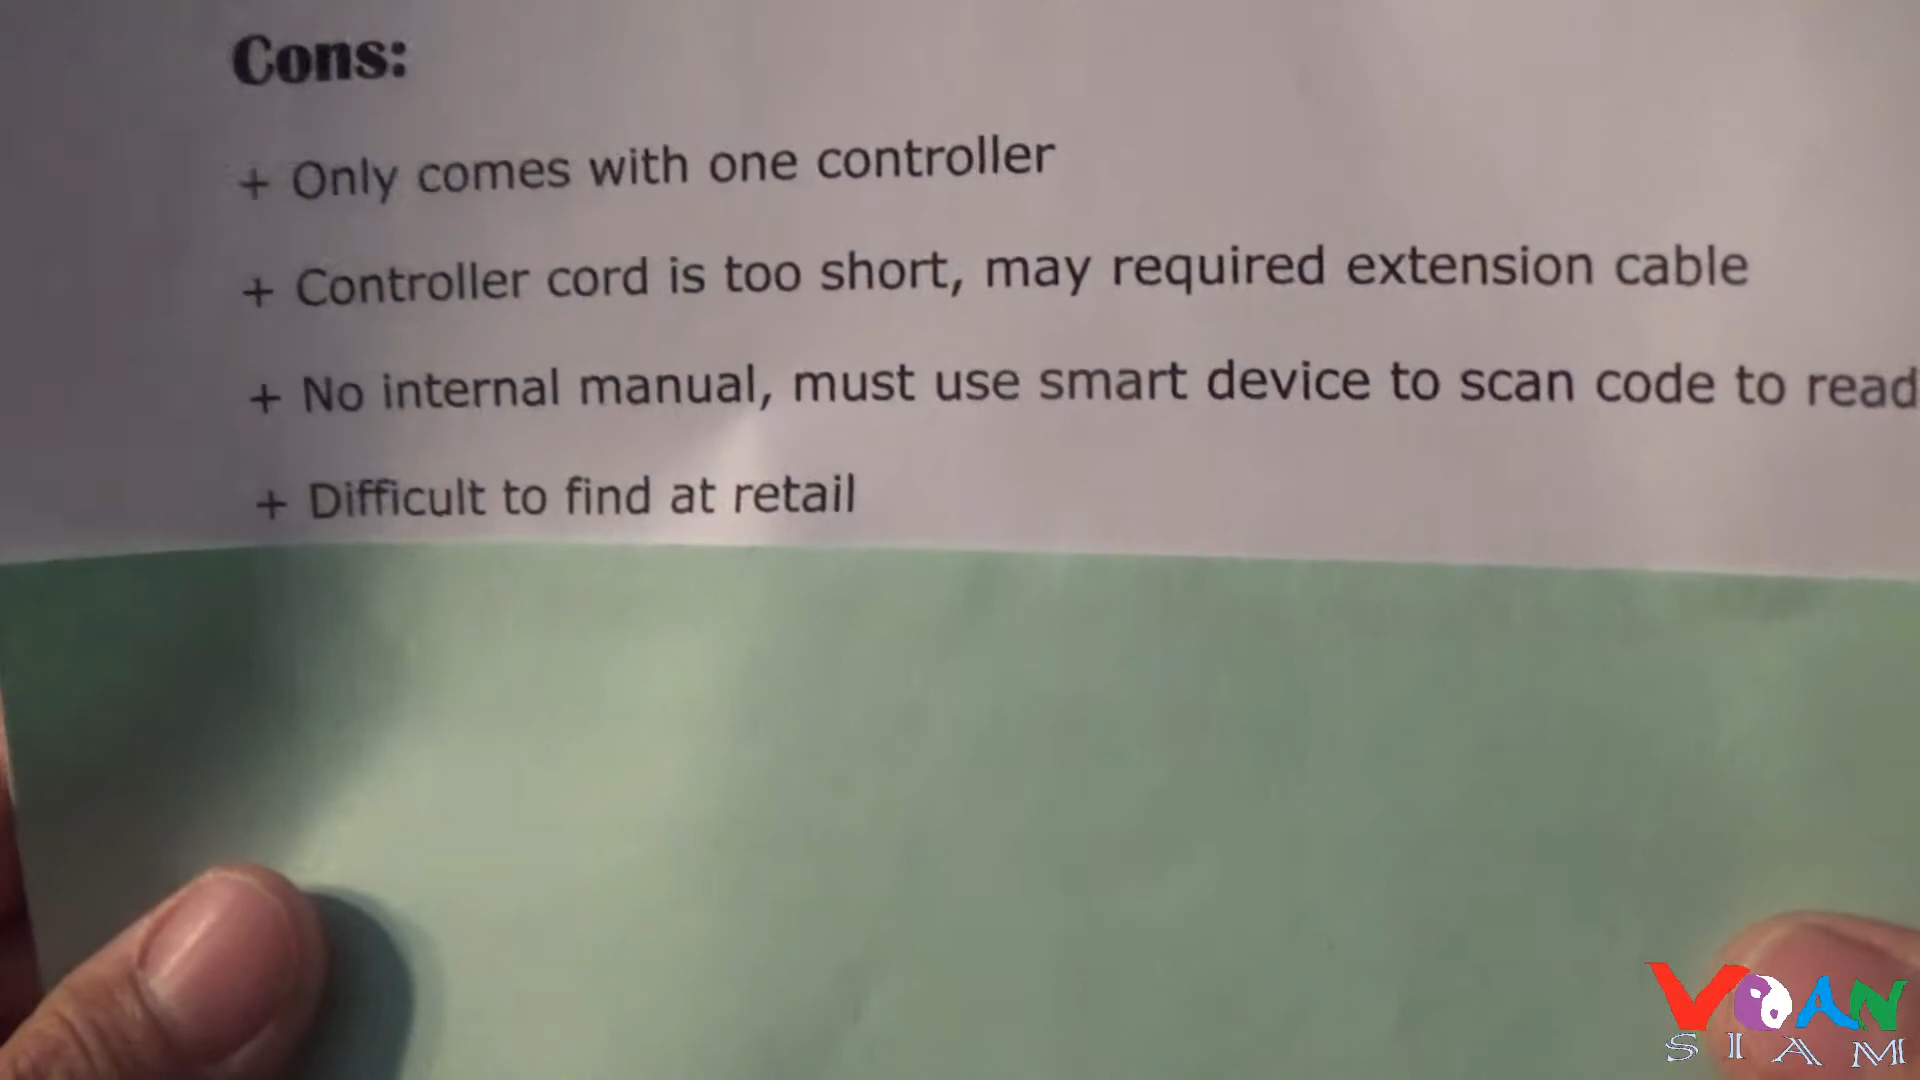 Cons:
+ Only comes with one controller
+ Controller cord is too short, may required extension cable
+ No internal manual, must use smart device to scan code to read
+ Difficult to find at retail
VOAN
SIAM